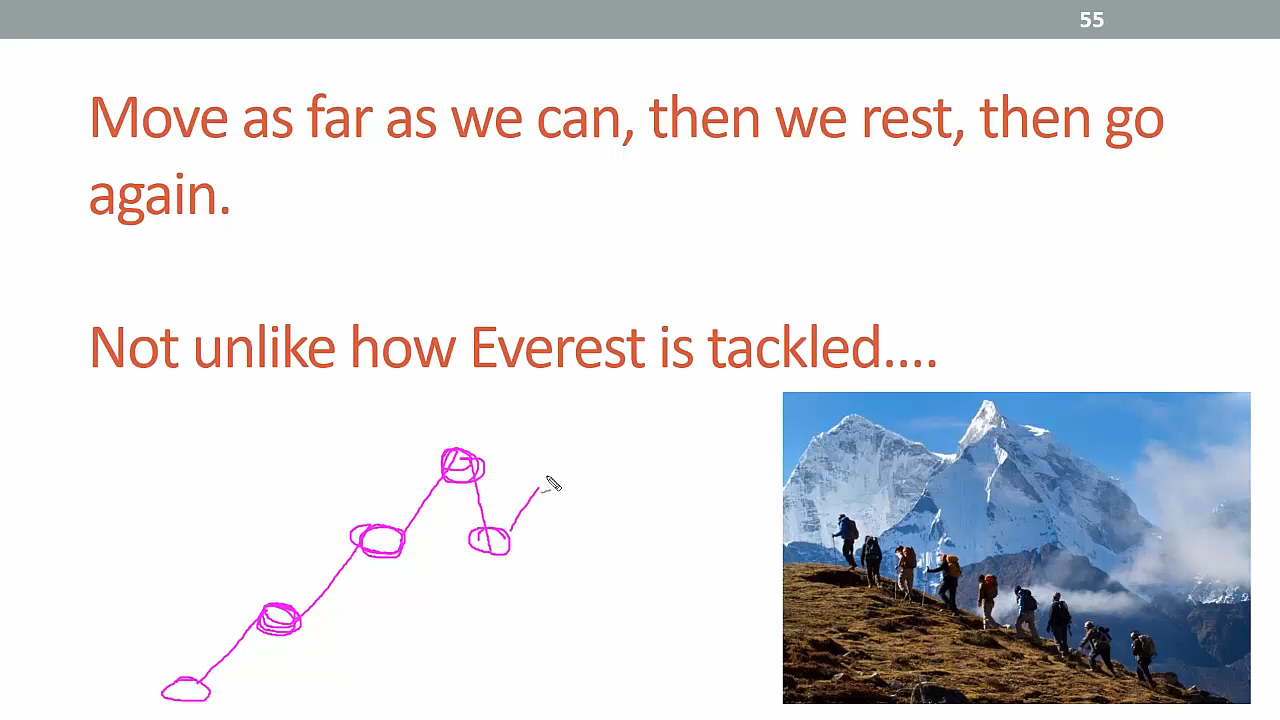 55
Move as far as we can, then we rest, then go
again.
Not unlike how Everest is tackled....